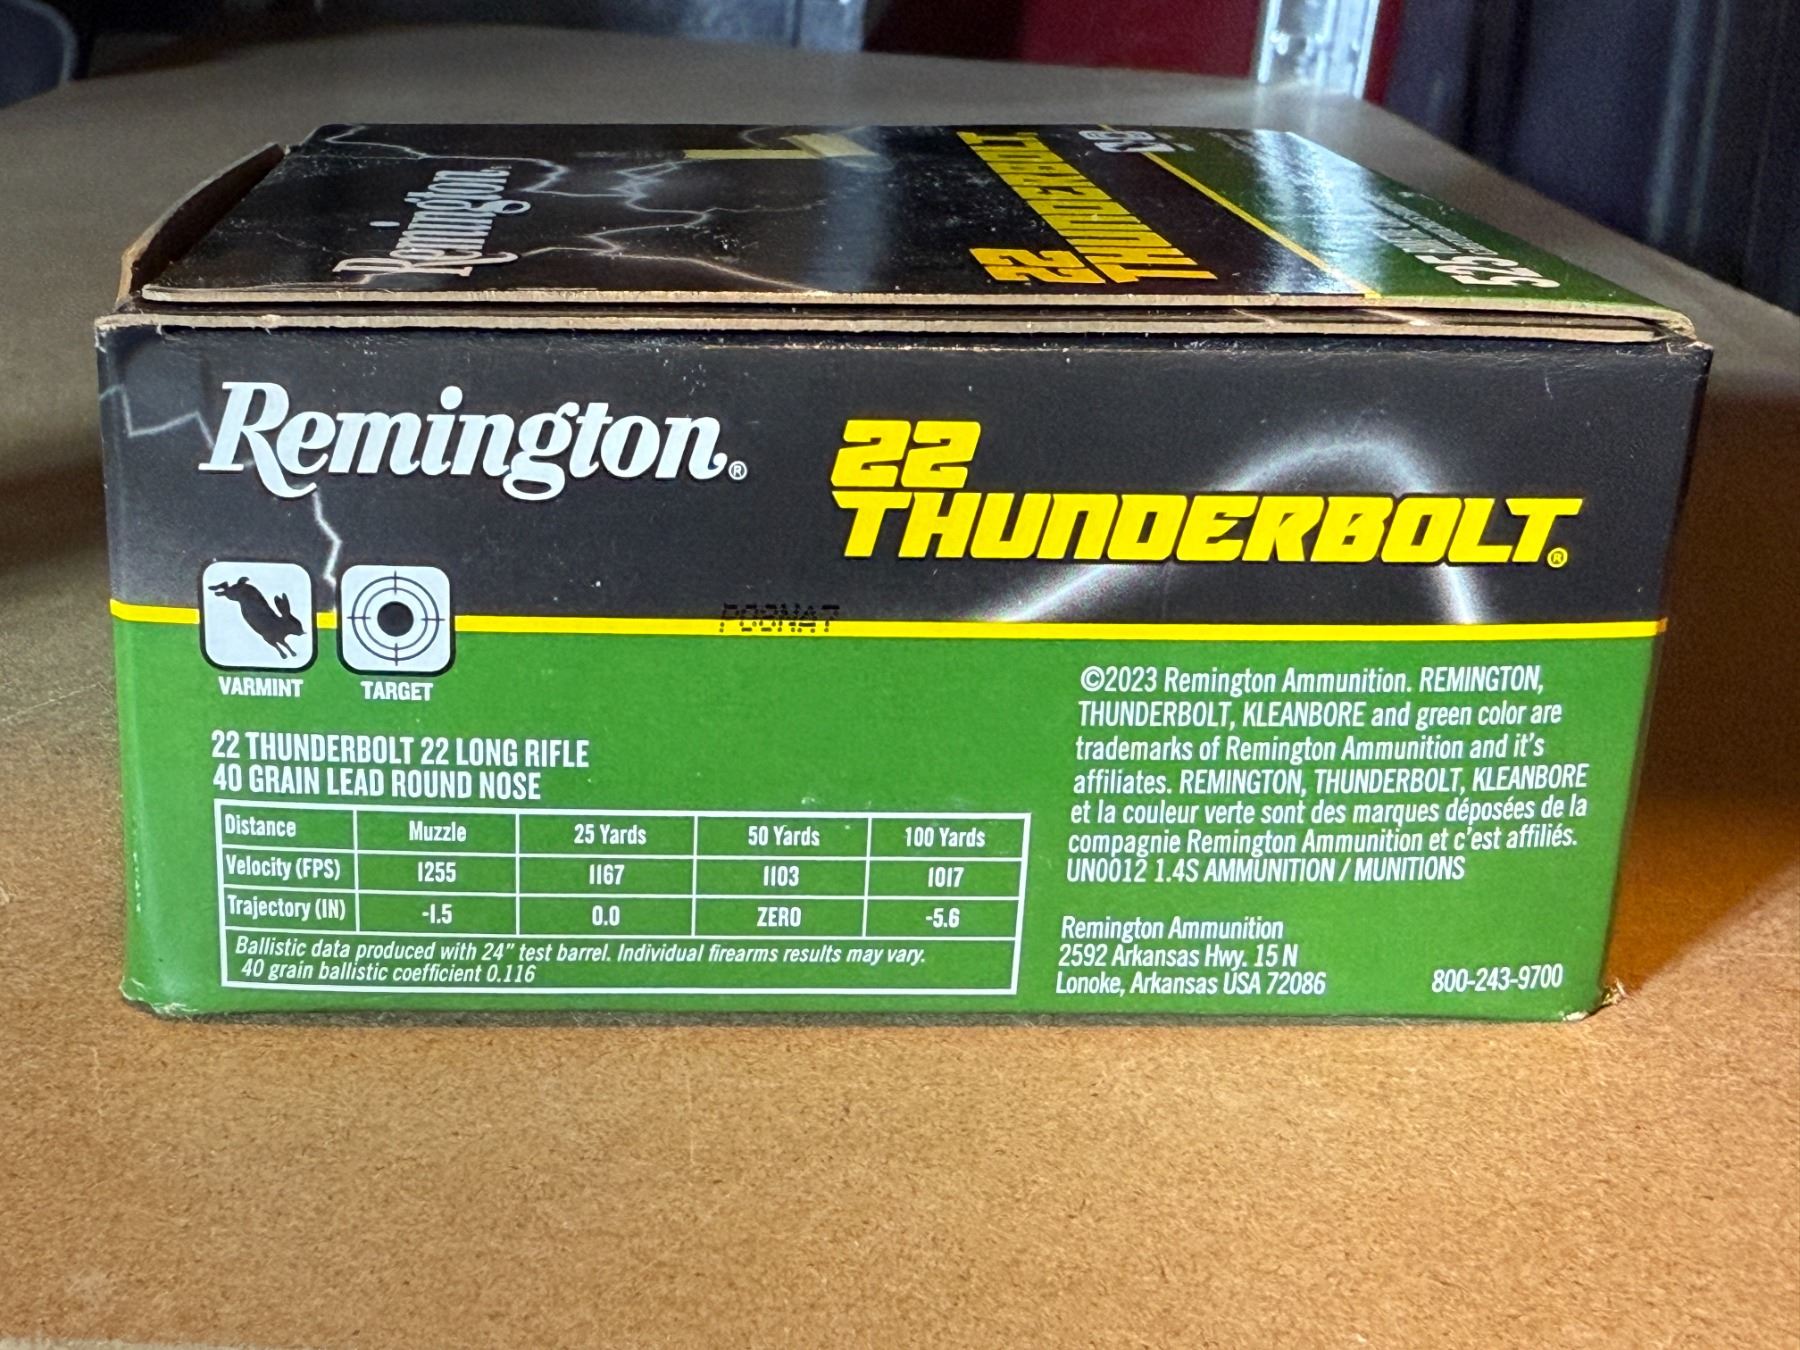 Remington®
22
THUNDERBOLT
525
Remington®
22
THUNDERBOLT®
VARMINT
TARGET
22 THUNDERBOLT 22 LONG RIFLE
40 GRAIN LEAD ROUND NOSE
Distance Muzzle 25 Yards 50 Yards 100 Yards
Velocity (FPS) 1255 1167 1103 1017
Trajectory (IN) -1.5 0.0 ZERO -5.6
Ballistic data produced with 24” test barrel. Individual firearms results may vary.
40 grain ballistic coefficient 0.116
©2023 Remington Ammunition. REMINGTON,
THUNDERBOLT, KLEANBORE and green color are
trademarks of Remington Ammunition and it's
affiliates. REMINGTON, THUNDERBOLT, KLEANBORE
et la couleur verte sont des marques déposées de la
compagnie Remington Ammunition et c'est affiliés.
UN0012 1.4S AMMUNITION / MUNITIONS
Remington Ammunition
2592 Arkansas Hwy. 15 N
Lonoke, Arkansas USA 72086
800-243-9700